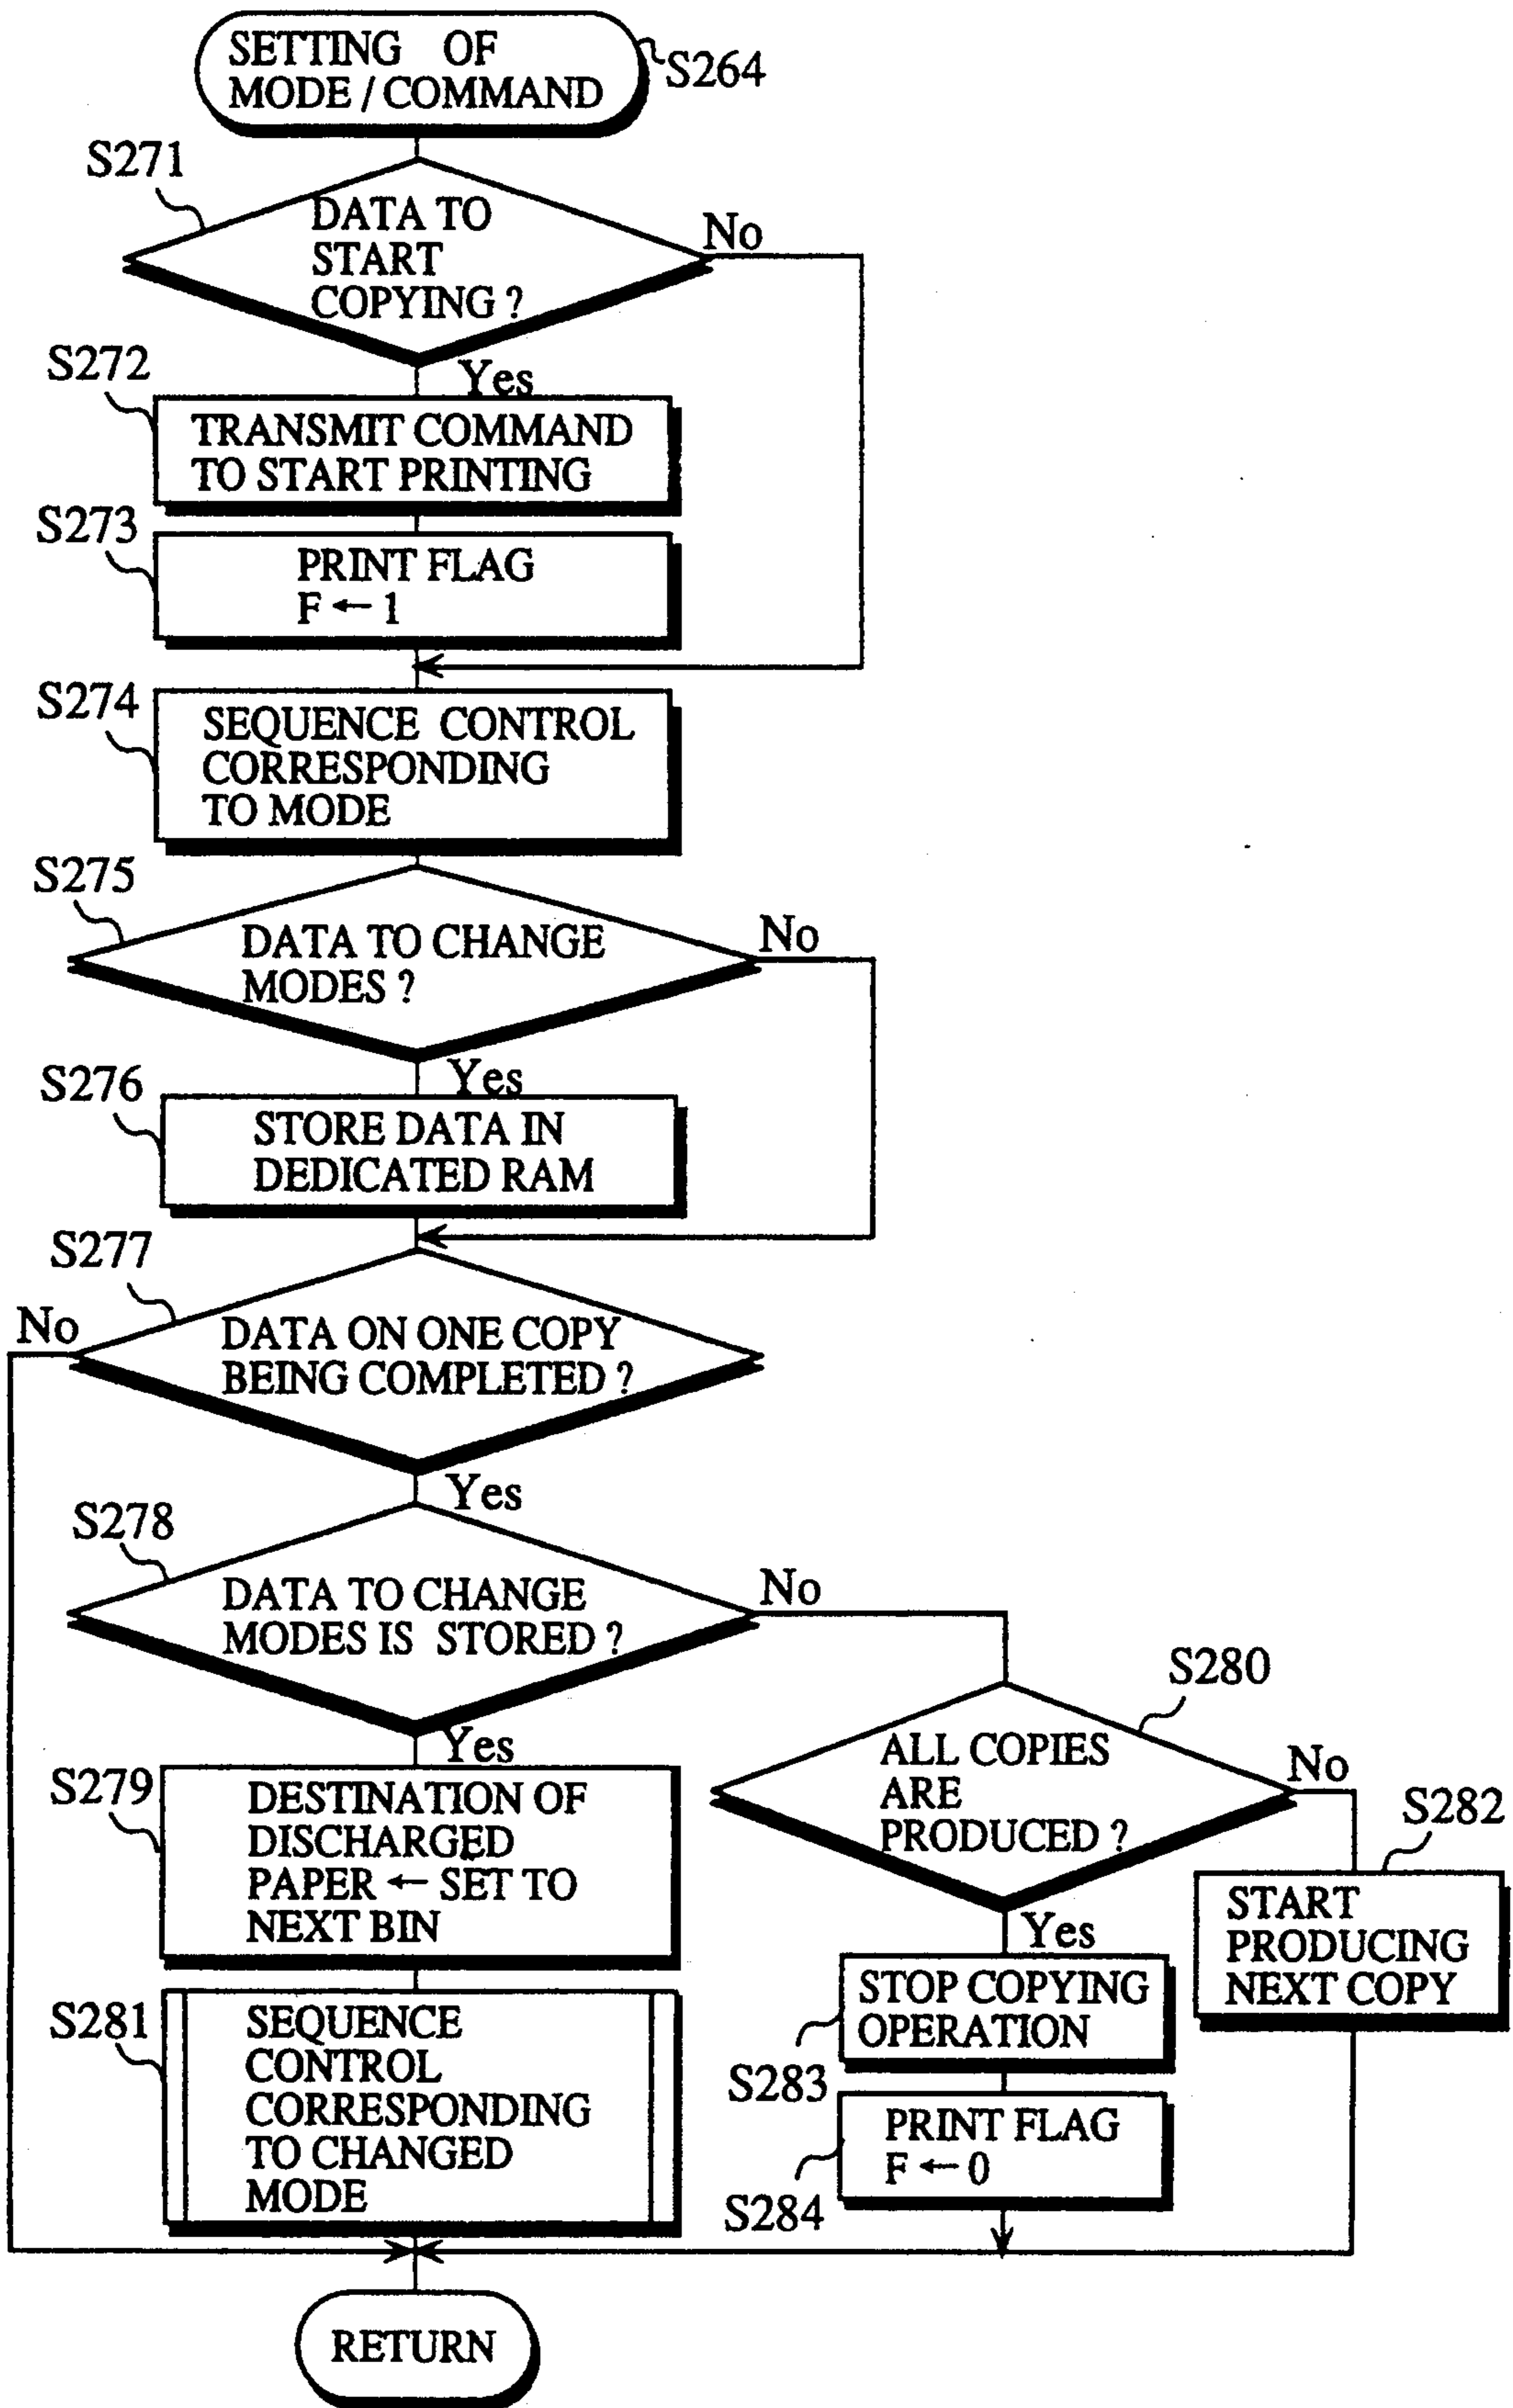 SETTING OF
MODE / COMMAND
S264
S271
DATA TO
START
COPYING ?
No
Yes
S272
TRANSMIT COMMAND
TO START PRINTING
S273
PRINT FLAG
F ← 1
S274
SEQUENCE CONTROL
CORRESPONDING
TO MODE
S275
DATA TO CHANGE
MODES ?
No
Yes
S276
STORE DATA IN
DEDICATED RAM
S277
No
DATA ON ONE COPY
BEING COMPLETED ?
Yes
S278
DATA TO CHANGE
MODES IS STORED ?
No
Yes
S279
DESTINATION OF
DISCHARGED
PAPER ← SET TO
NEXT BIN
S280
ALL COPIES
ARE
PRODUCED ?
No
Yes
S282
START
PRODUCING
NEXT COPY
S281
SEQUENCE
CONTROL
CORRESPONDING
TO CHANGED
MODE
STOP COPYING
OPERATION
S283
PRINT FLAG
F ← 0
S284
RETURN